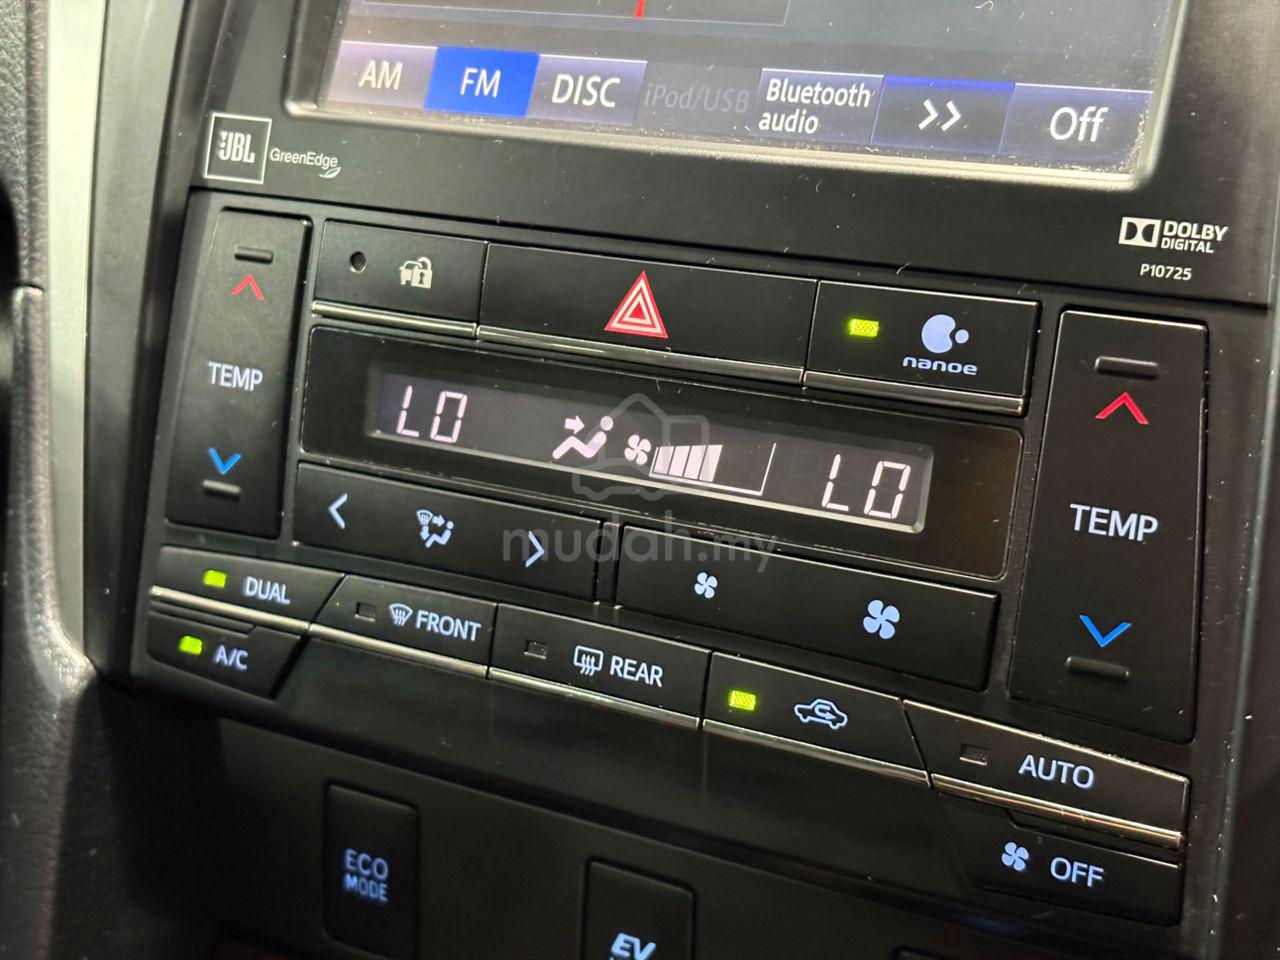 AM FM DISC iPod/USB Bluetooth audio >> Off
JBL GreenEdge
DOLBY DIGITAL
P10725
TEMP
nanoe
LO LO
TEMP
mudah.my
DUAL
FRONT
A/C
REAR
AUTO
OFF
ECO
MODE
EV